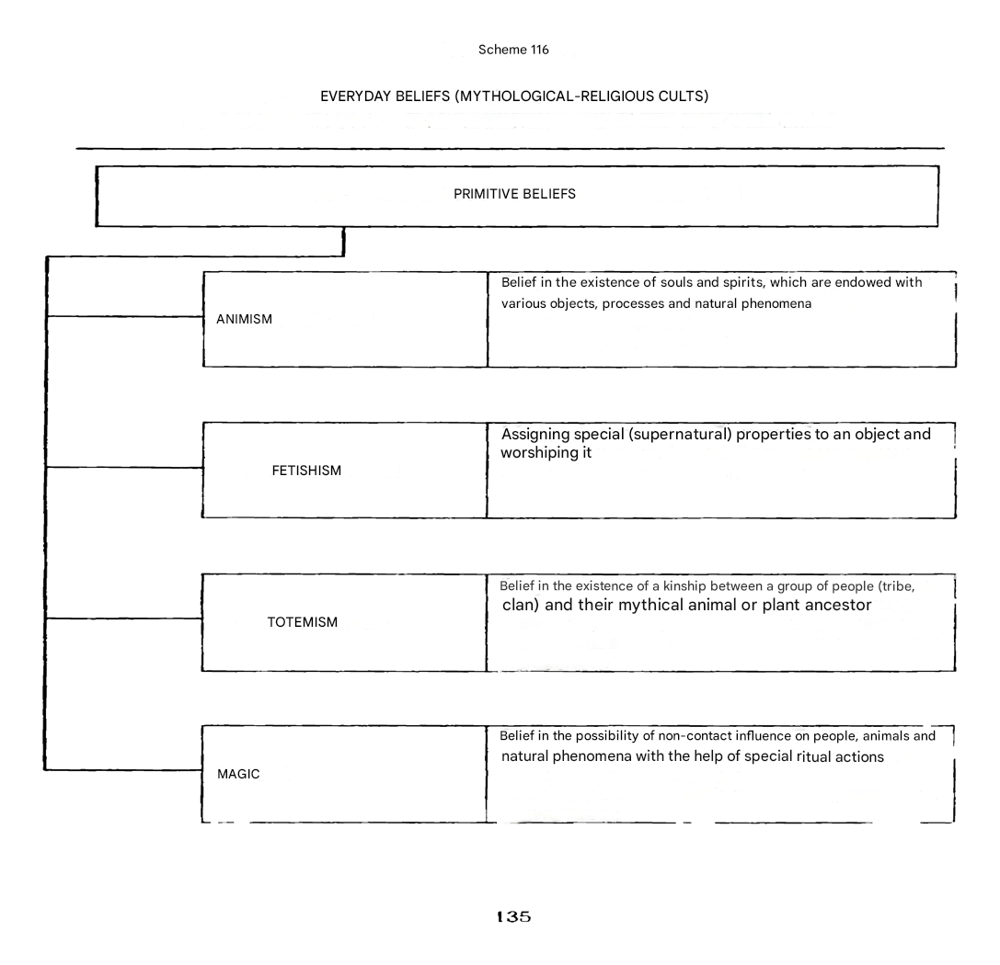 Scheme 116
EVERYDAY BELIEFS (MYTHOLOGICAL-RELIGIOUS CULTS)
PRIMITIVE BELIEFS
ANIMISM
Belief in the existence of souls and spirits, which are endowed with
various objects, processes and natural phenomena
FETISHISM
Assigning special (supernatural) properties to an object and
worshiping it
TOTEMISM
Belief in the existence of a kinship between a group of people (tribe,
clan) and their mythical animal or plant ancestor
MAGIC
Belief in the possibility of non-contact influence on people, animals and
natural phenomena with the help of special ritual actions
135